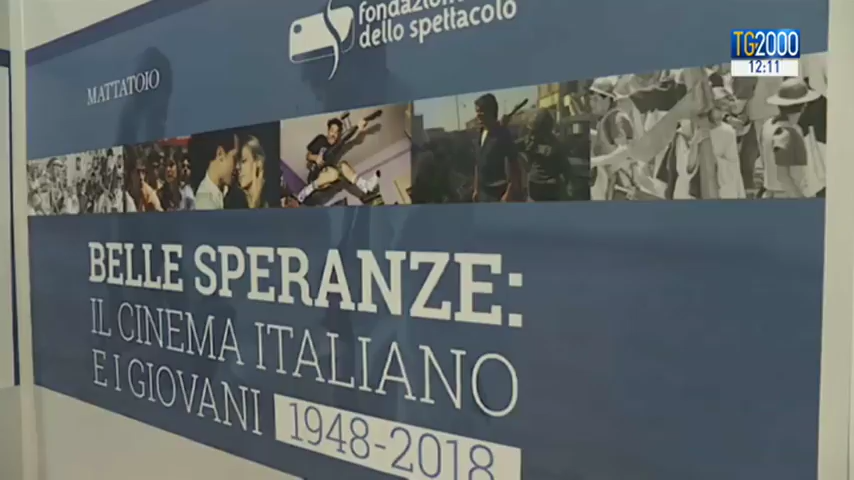 fondazione
dello spettacolo
TG2000
12:11
MATTATOIO
BELLE SPERANZE:
IL CINEMA ITALIANO
E I GIOVANI 1948-2018